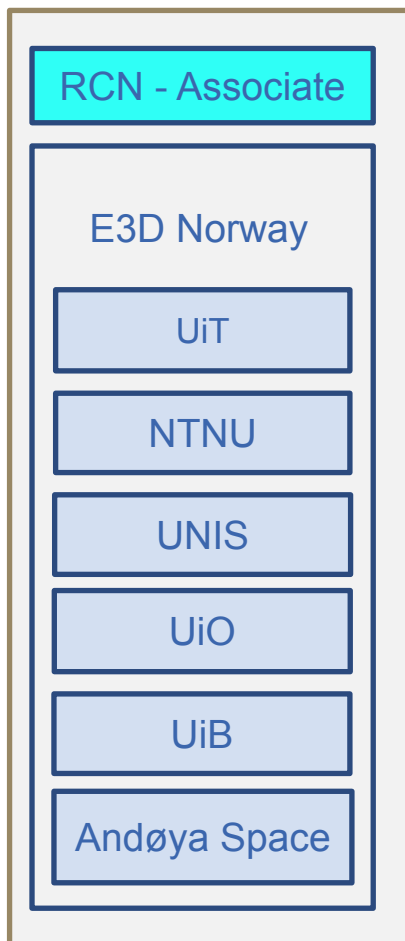 RCN - Associate
E3D Norway
UiT
NTNU
UNIS
UiO
UiB
Andøya Space